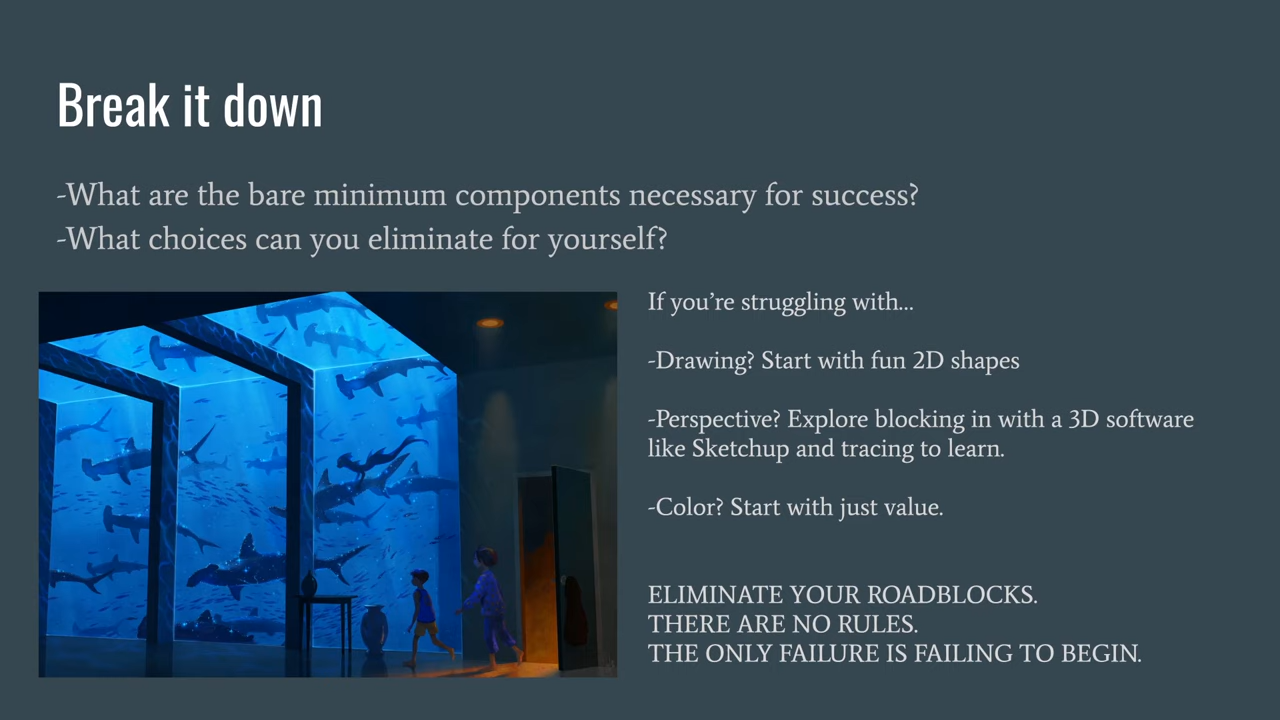 Break it down
-What are the bare minimum components necessary for success?
-What choices can you eliminate for yourself?
If you’re struggling with...
-Drawing? Start with fun 2D shapes
-Perspective? Explore blocking in with a 3D software
like Sketchup and tracing to learn.
-Color? Start with just value.
ELIMINATE YOUR ROADBLOCKS.
THERE ARE NO RULES.
THE ONLY FAILURE IS FAILING TO BEGIN.